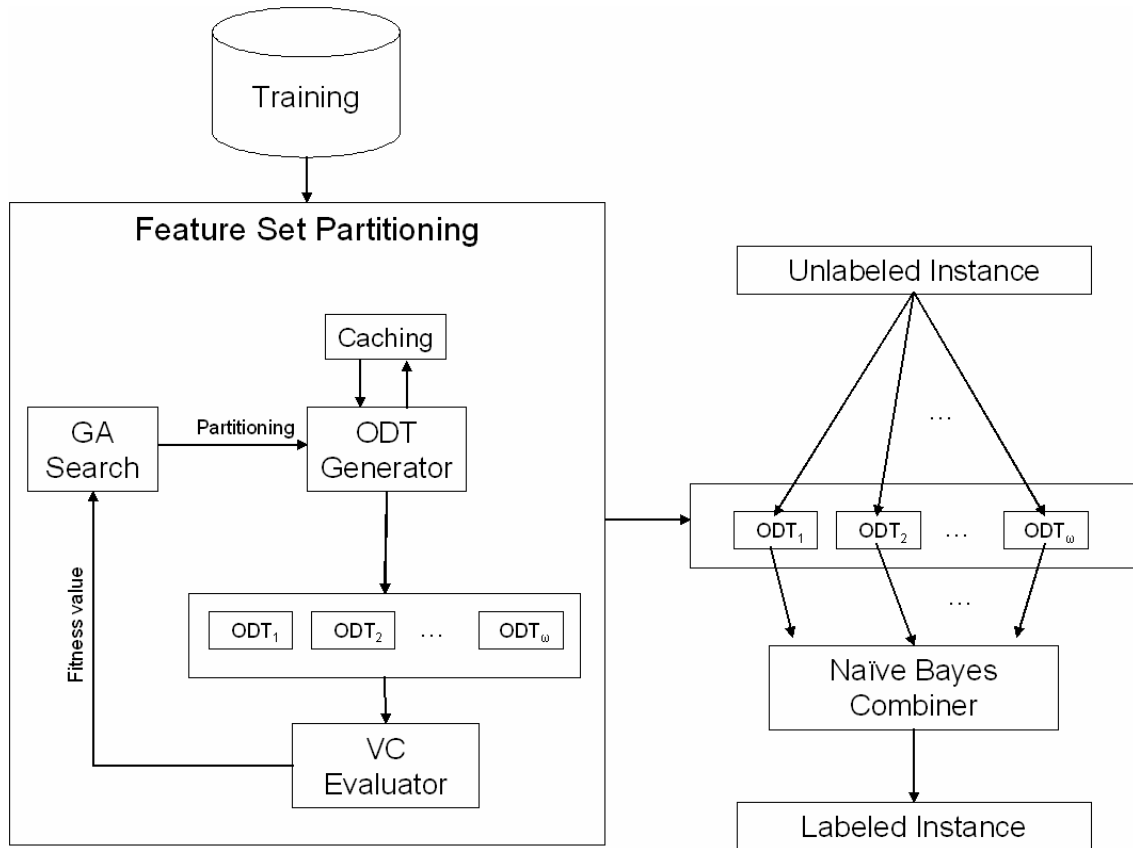 Training
Feature Set Partitioning
Caching
GA
Search
Partitioning
ODT
Generator
Fitness value
ODT₁ ODT₂ ... ODTω
VC
Evaluator
Unlabeled Instance
...
ODT₁ ODT₂ ... ODTω
...
Naïve Bayes
Combiner
Labeled Instance